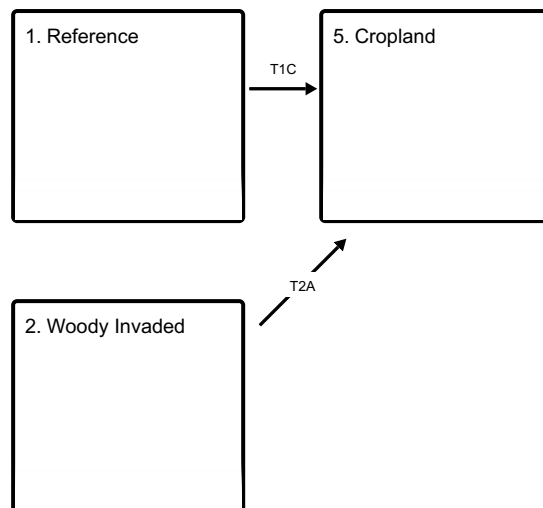 1. Reference
5. Cropland
T1C
T2A
2. Woody Invaded